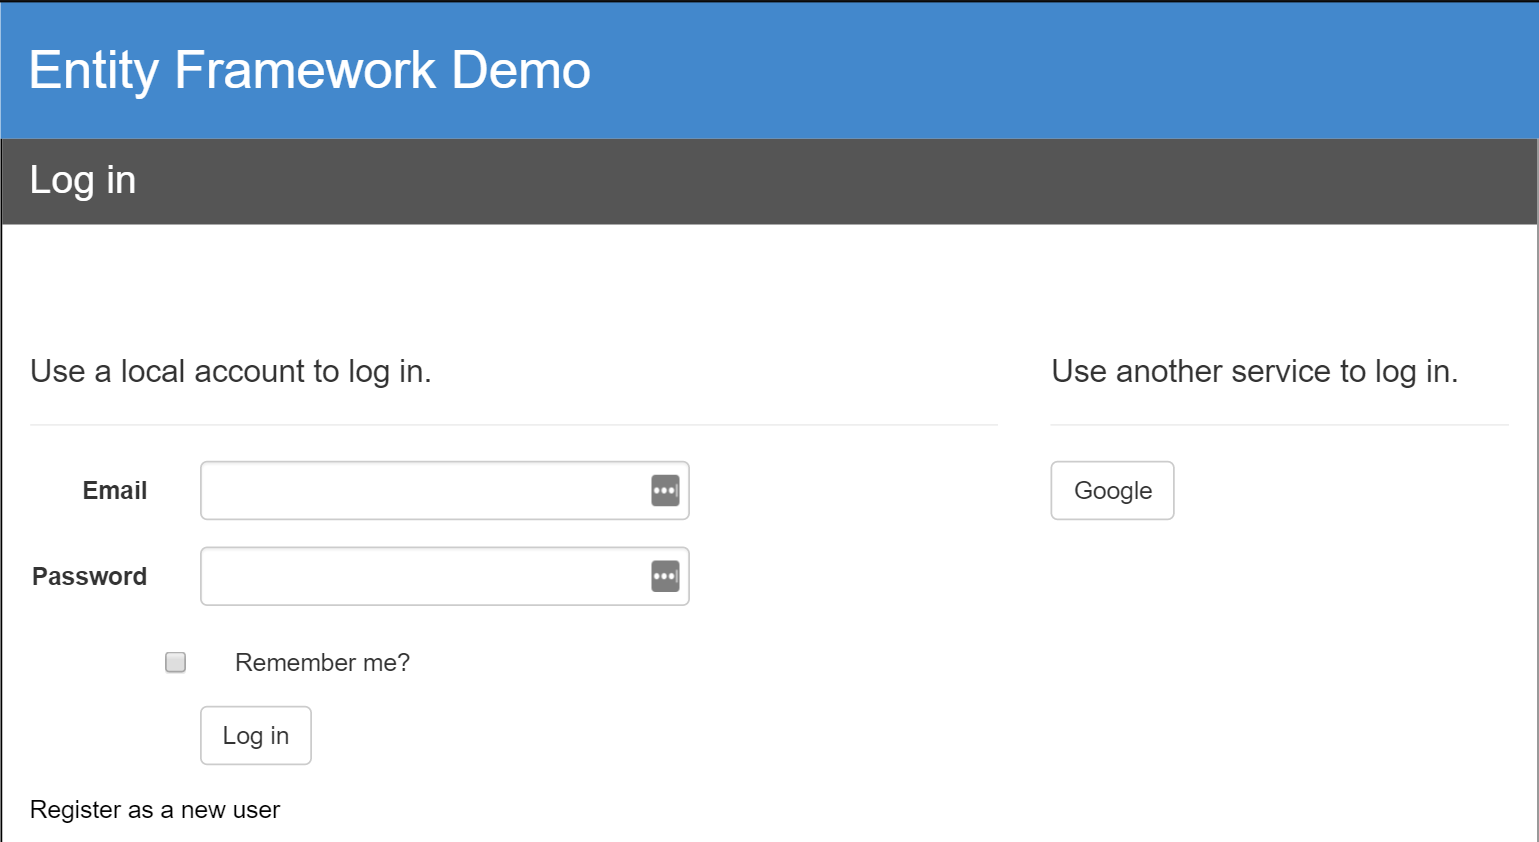 Entity Framework Demo
Log in
Use a local account to log in.
Email
Password
Remember me?
Log in
Register as a new user
Use another service to log in.
Google